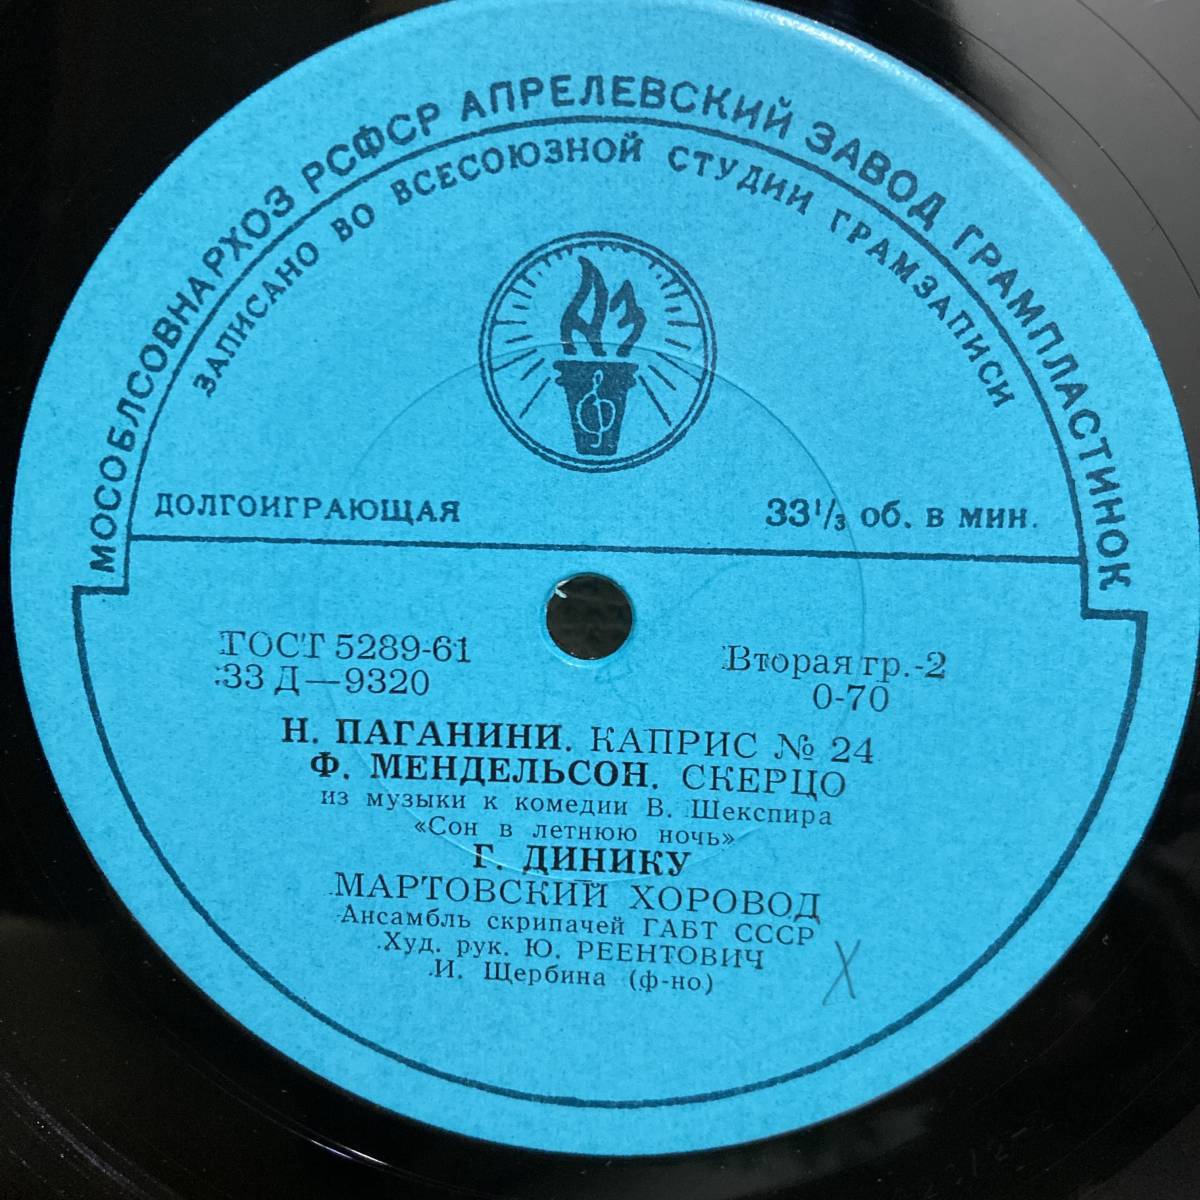 МОСОБЛСОВНАРХОЗ РСФСР АПРЕЛЕВСКИЙ ЗАВОД ГРАМПЛАСТИНОК
ЗАПИСАНО ВО ВСЕСОЮЗНОЙ СТУДИИ ГРАМЗАПИСИ
АЗ
ДОЛГОИГРАЮЩАЯ 33⅓ об. в мин.
ГОСТ 5289-61 Вторая гр.-2
33 Д—9320 0-70
Н. ПАГАНИНИ. КАПРИС № 24
Ф. МЕНДЕЛЬСОН. СКЕРЦО
из музыки к комедии В. Шекспира
«Сон в летнюю ночь»
Г. ДИНИКУ
МАРТОВСКИЙ ХОРОВОД
Ансамбль скрипачей ГАБТ СССР
Худ. рук. Ю. РЕЕНТОВИЧ
И. Щербина (ф-но)
X